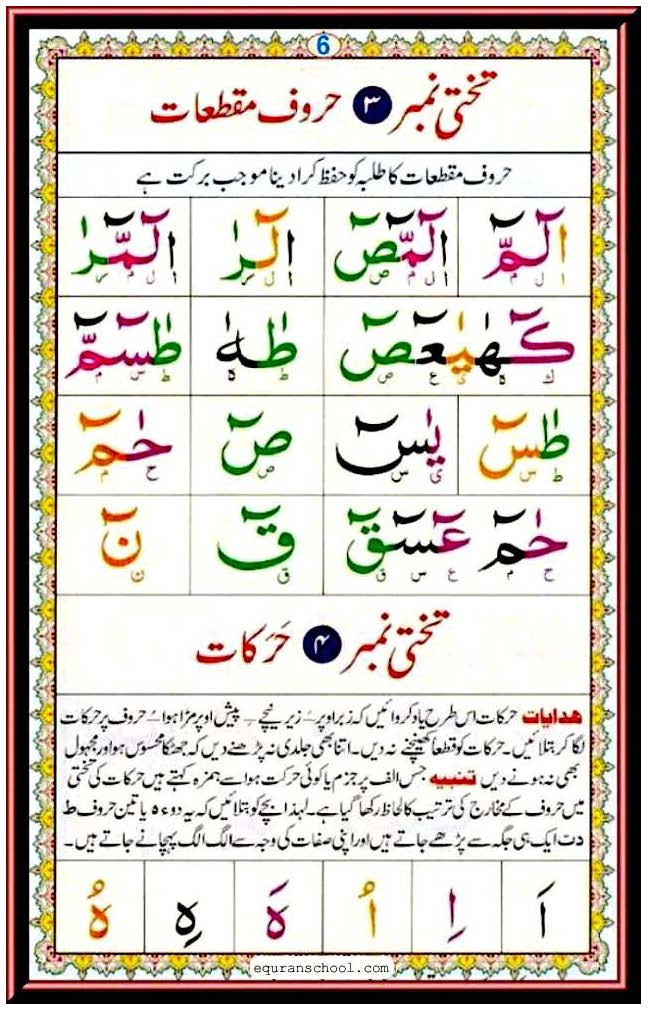 6
تختی نمبر ۳ حروف مقطعات
حروف مقطعات کا طلبہ کو حفظ کرا دینا موجب برکت ہے
الٓمّٓ الٓمّٓصٓ الٓرٰ الٓمّٓرٰ
ا ل م ا ل م ص ا ل ر ا ل م ر
كٓهٰيٰعٓصٓ طٰهٰ طٰسٓمّٓ
ك ه ی ع ص ط ه ط س م
طٰسٓ يٰسٓ صٓ حٰمٓ
ط س ی س ص ح م
حٰمٓ عٓسٓقٓ قٓ نٓ
ح م ع س ق ق ن
تختی نمبر ۴ حَرَکات
ھدایات حرکات اس طرح یاد کروائیں کہ زبر اوپر َ زیر نیچے ِ پیش اوپر مڑا ہوا ُ حروف پر حرکات
لگا کر بتلائیں۔ حرکات کو قطعاً کھینچنے نہ دیں۔ اتنا بھی جلدی نہ پڑھنے دیں کہ جھٹکا محسوس ہو اور مجہول
بھی نہ ہونے دیں تنبیه جس الف پر جزم یا کوئی حرکت ہو اسے ہمزہ کہتے ہیں حرکات کی تختی
میں حروف کے مخارج کی ترتیب کا لحاظ رکھا گیا ہے۔ لہذا بچے کو بتلائیں کہ یہ دو ء ہ یا تین حروف ط
د ت ایک ہی جگہ سے پڑھے جاتے ہیں اور اپنی صفات کی وجہ سے الگ الگ پہچانے جاتے ہیں۔
اَ اِ اُ هَ هِ هُ
equranschool.com